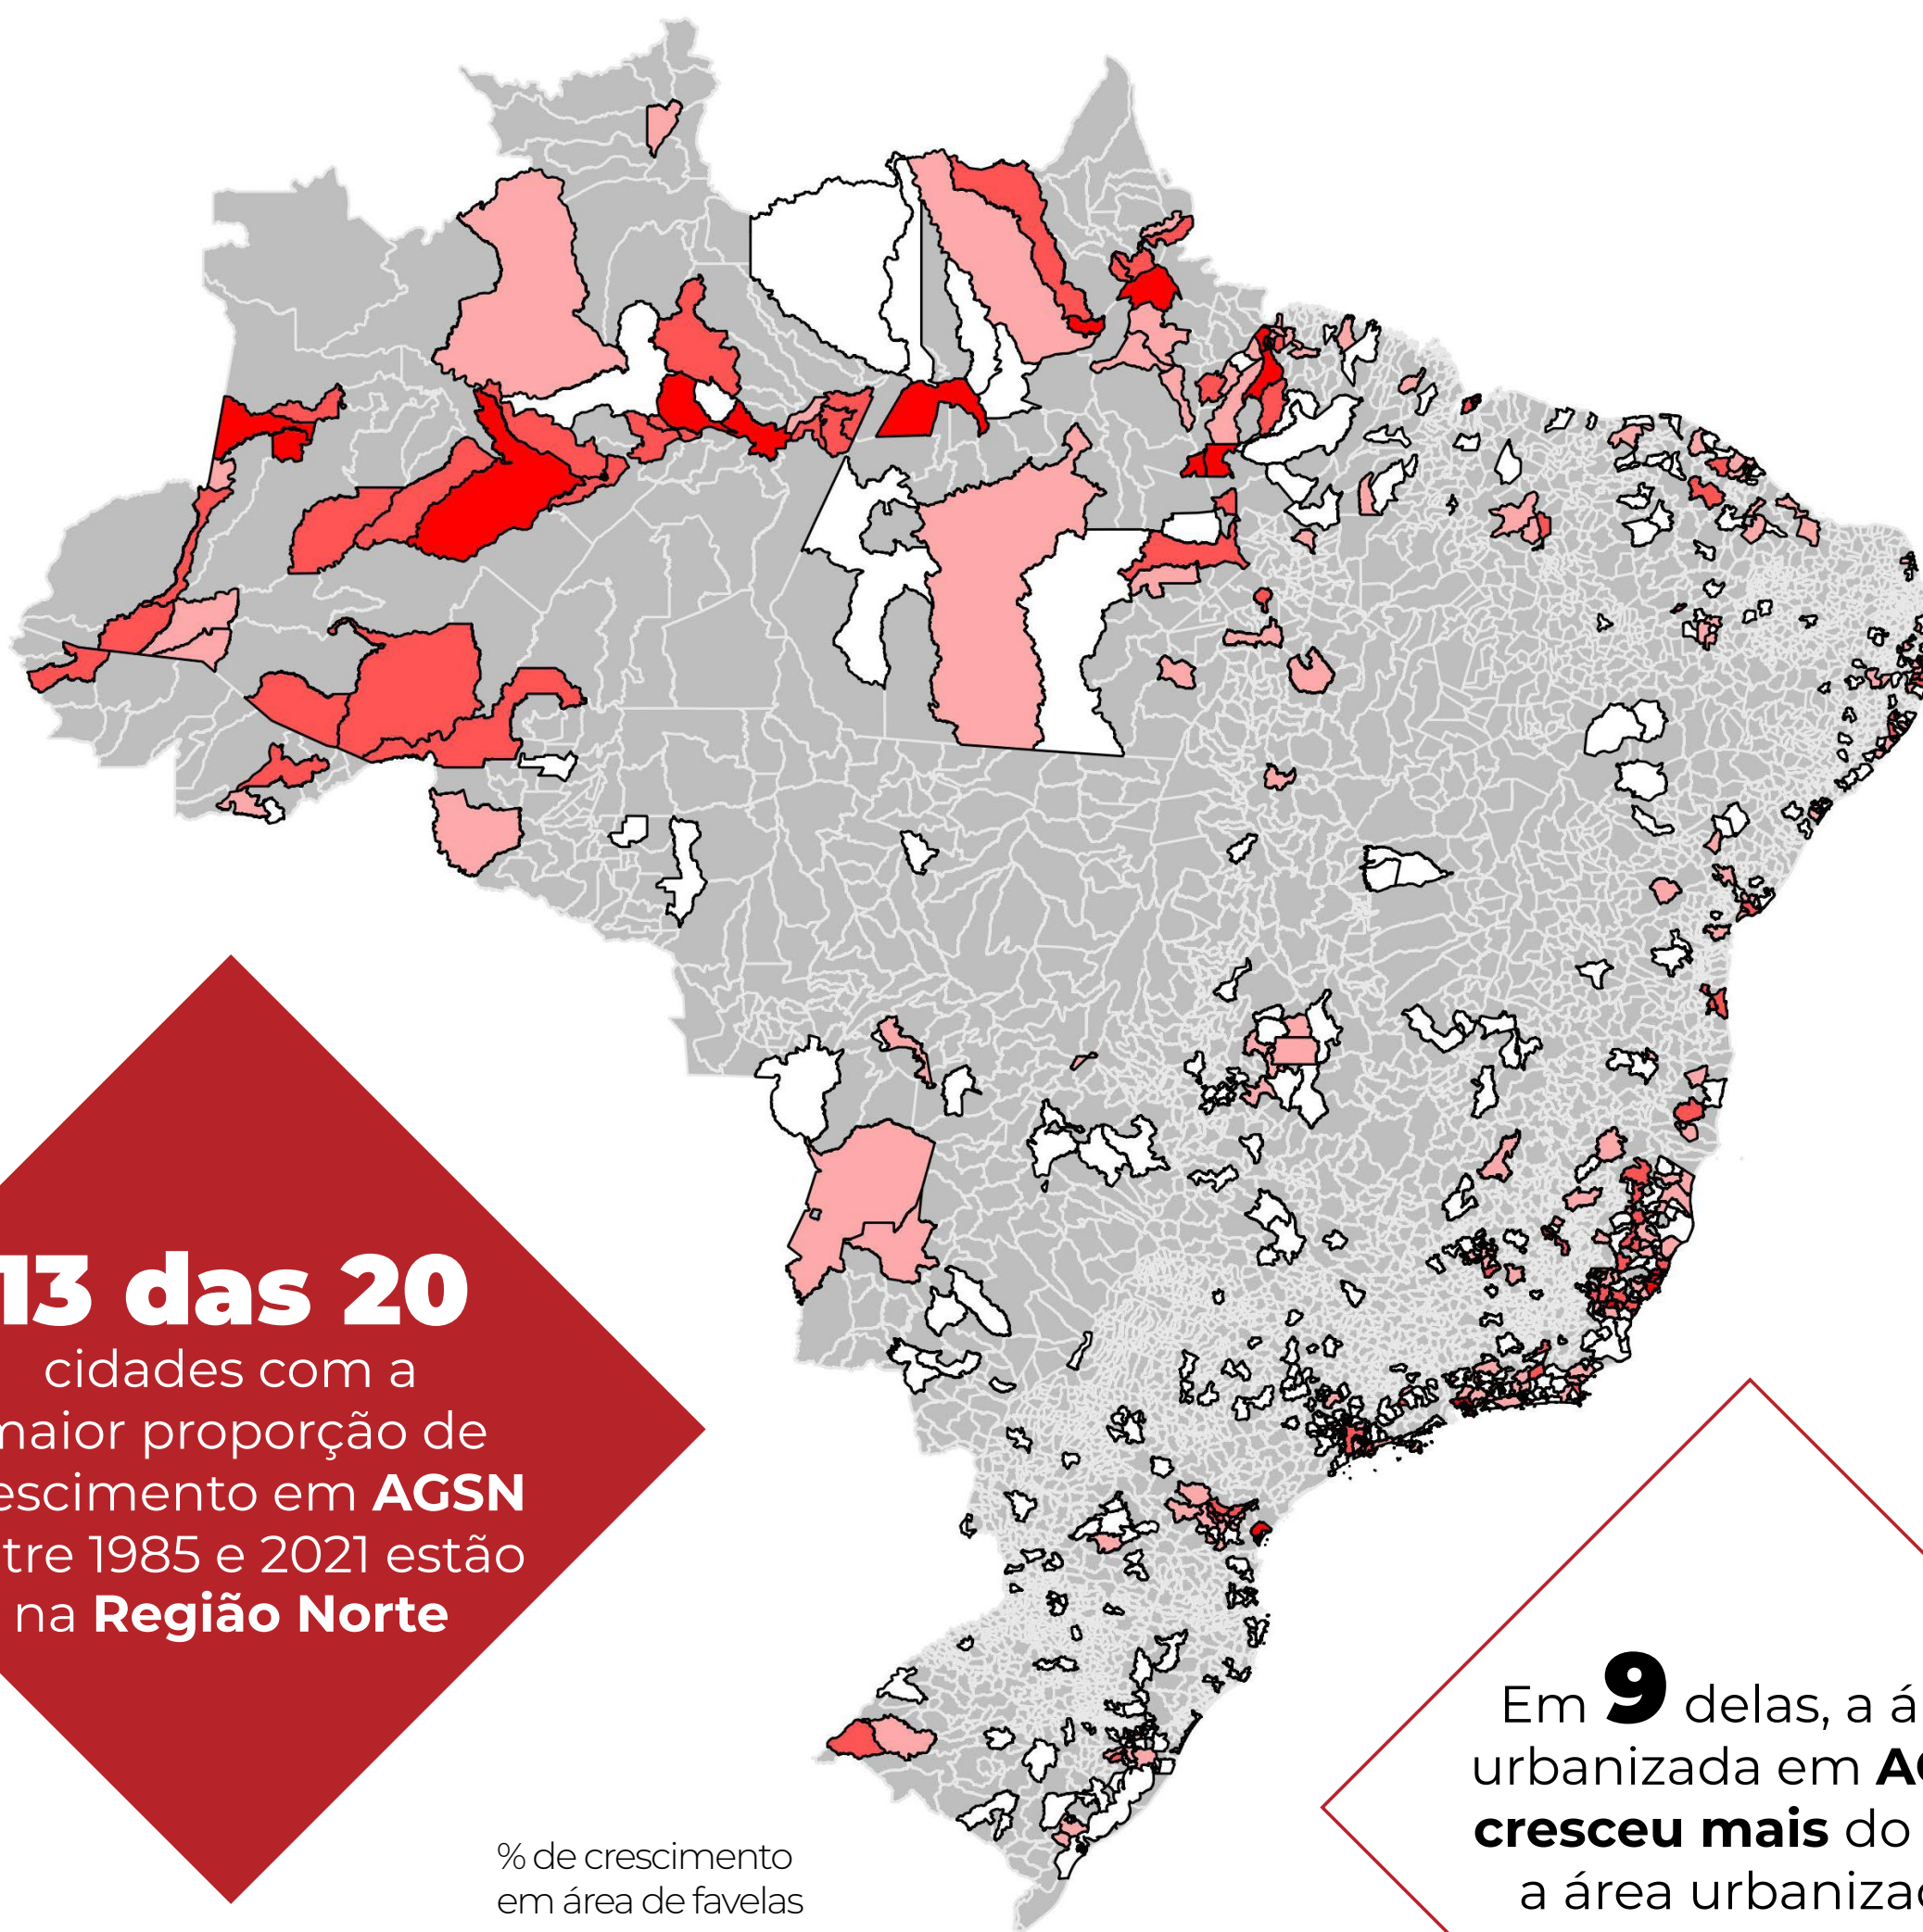 13 das 20
cidades com a
maior proporção de
escimento em AGSN
tre 1985 e 2021 estão
na Região Norte
% de crescimento
em área de favelas
Em 9 delas, a á
urbanizada em A
cresceu mais do
a área urbaniza